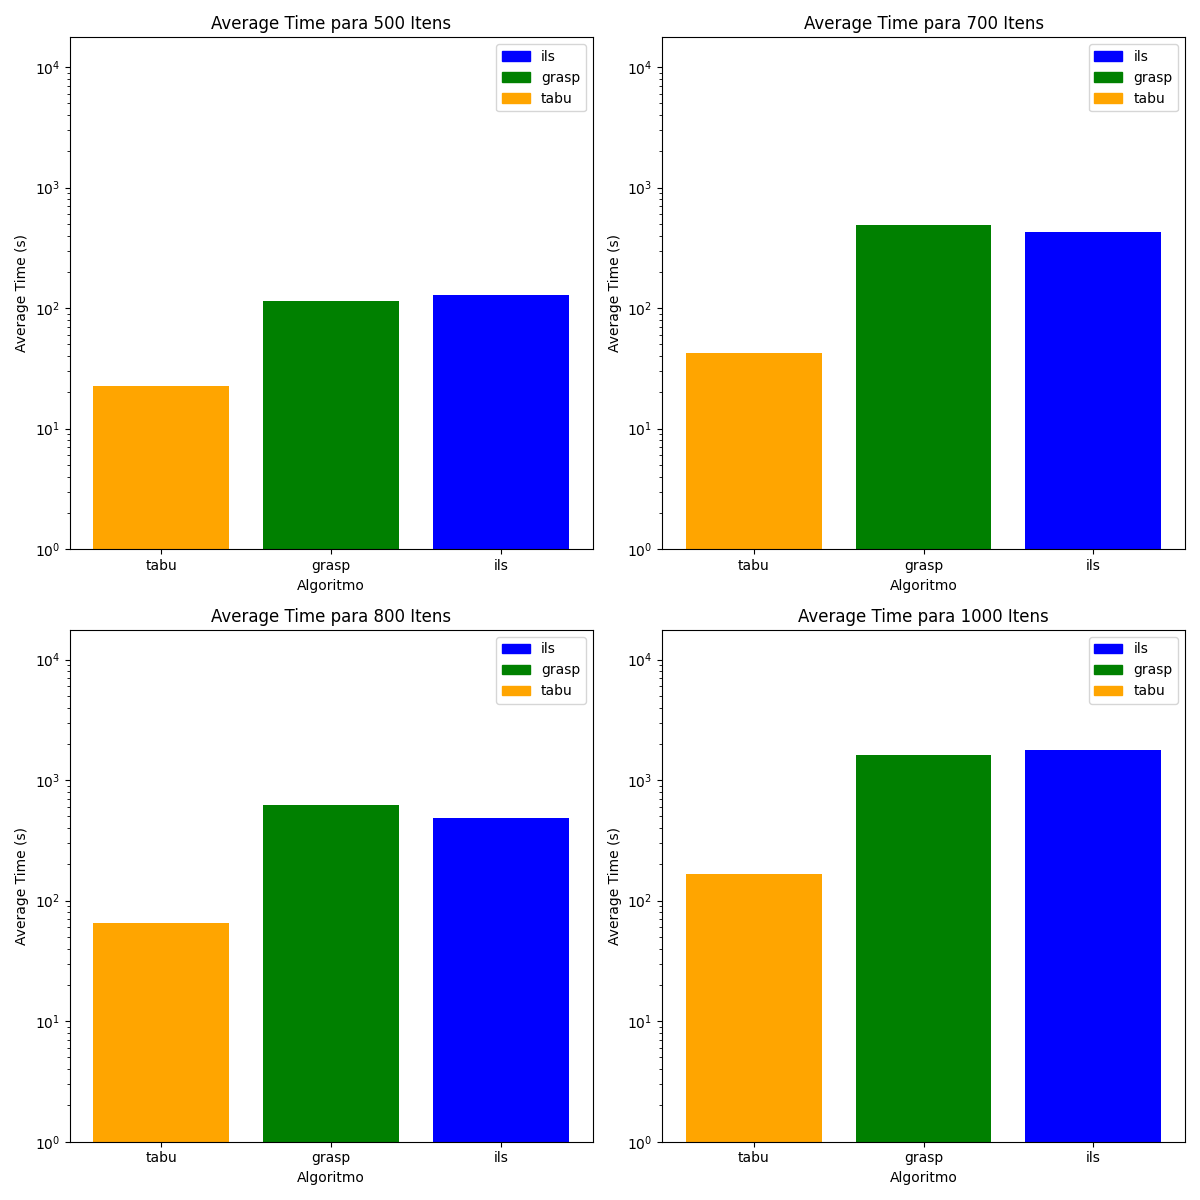 Average Time para 500 Itens
ils
grasp
tabu
10^4
10^3
10^2
10^1
10^0
Average Time (s)
tabu grasp ils
Algoritmo
Average Time para 700 Itens
ils
grasp
tabu
10^4
10^3
10^2
10^1
10^0
Average Time (s)
tabu grasp ils
Algoritmo
Average Time para 800 Itens
ils
grasp
tabu
10^4
10^3
10^2
10^1
10^0
Average Time (s)
tabu grasp ils
Algoritmo
Average Time para 1000 Itens
ils
grasp
tabu
10^4
10^3
10^2
10^1
10^0
Average Time (s)
tabu grasp ils
Algoritmo